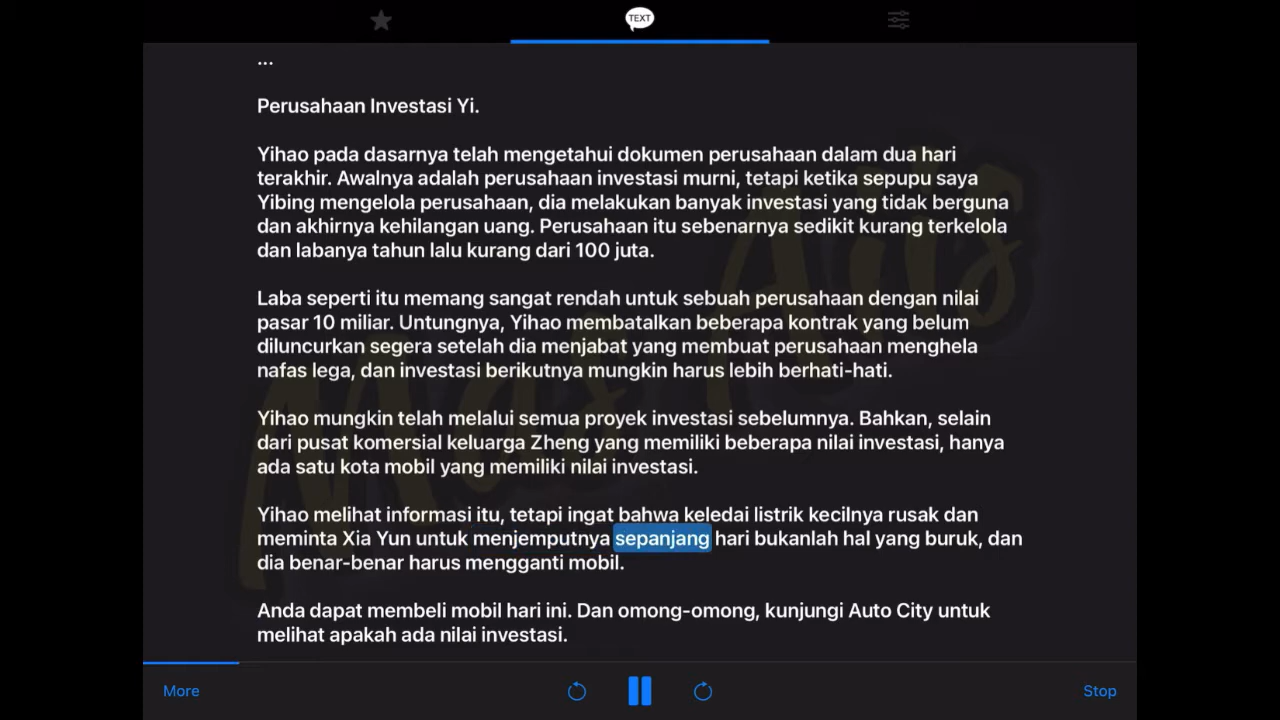 TEXT
...
Perusahaan Investasi Yi.
Yihao pada dasarnya telah mengetahui dokumen perusahaan dalam dua hari
terakhir. Awalnya adalah perusahaan investasi murni, tetapi ketika sepupu saya
Yibing mengelola perusahaan, dia melakukan banyak investasi yang tidak berguna
dan akhirnya kehilangan uang. Perusahaan itu sebenarnya sedikit kurang terkelola
dan labanya tahun lalu kurang dari 100 juta.
Laba seperti itu memang sangat rendah untuk sebuah perusahaan dengan nilai
pasar 10 miliar. Untungnya, Yihao membatalkan beberapa kontrak yang belum
diluncurkan segera setelah dia menjabat yang membuat perusahaan menghela
nafas lega, dan investasi berikutnya mungkin harus lebih berhati-hati.
Yihao mungkin telah melalui semua proyek investasi sebelumnya. Bahkan, selain
dari pusat komersial keluarga Zheng yang memiliki beberapa nilai investasi, hanya
ada satu kota mobil yang memiliki nilai investasi.
Yihao melihat informasi itu, tetapi ingat bahwa keledai listrik kecilnya rusak dan
meminta Xia Yun untuk menjemputnya sepanjang hari bukanlah hal yang buruk, dan
dia benar-benar harus mengganti mobil.
Anda dapat membeli mobil hari ini. Dan omong-omong, kunjungi Auto City untuk
melihat apakah ada nilai investasi.
Mas Ajis
More
Stop